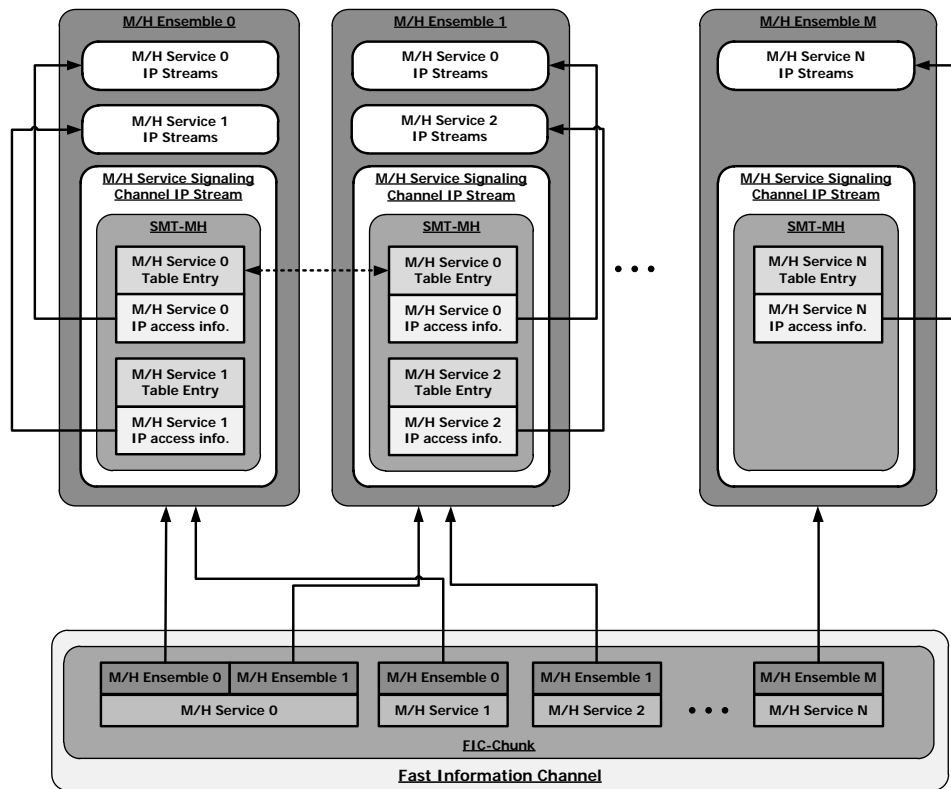 M/H Ensemble 0
M/H Service 0
IP Streams
M/H Service 1
IP Streams
M/H Service Signaling
Channel IP Stream
SMT-MH
M/H Service 0
Table Entry
M/H Service 0
IP access info.
M/H Service 1
Table Entry
M/H Service 1
IP access info.
M/H Ensemble 1
M/H Service 0
IP Streams
M/H Service 2
IP Streams
M/H Service Signaling
Channel IP Stream
SMT-MH
M/H Service 0
Table Entry
M/H Service 0
IP access info.
M/H Service 2
Table Entry
M/H Service 2
IP access info.
M/H Ensemble M
M/H Service N
IP Streams
M/H Service Signaling
Channel IP Stream
SMT-MH
M/H Service N
Table Entry
M/H Service N
IP access info.
M/H Ensemble 0
M/H Ensemble 1
M/H Service 0
M/H Ensemble 0
M/H Service 1
M/H Ensemble 1
M/H Service 2
M/H Ensemble M
M/H Service N
FIC-Chunk
Fast Information Channel